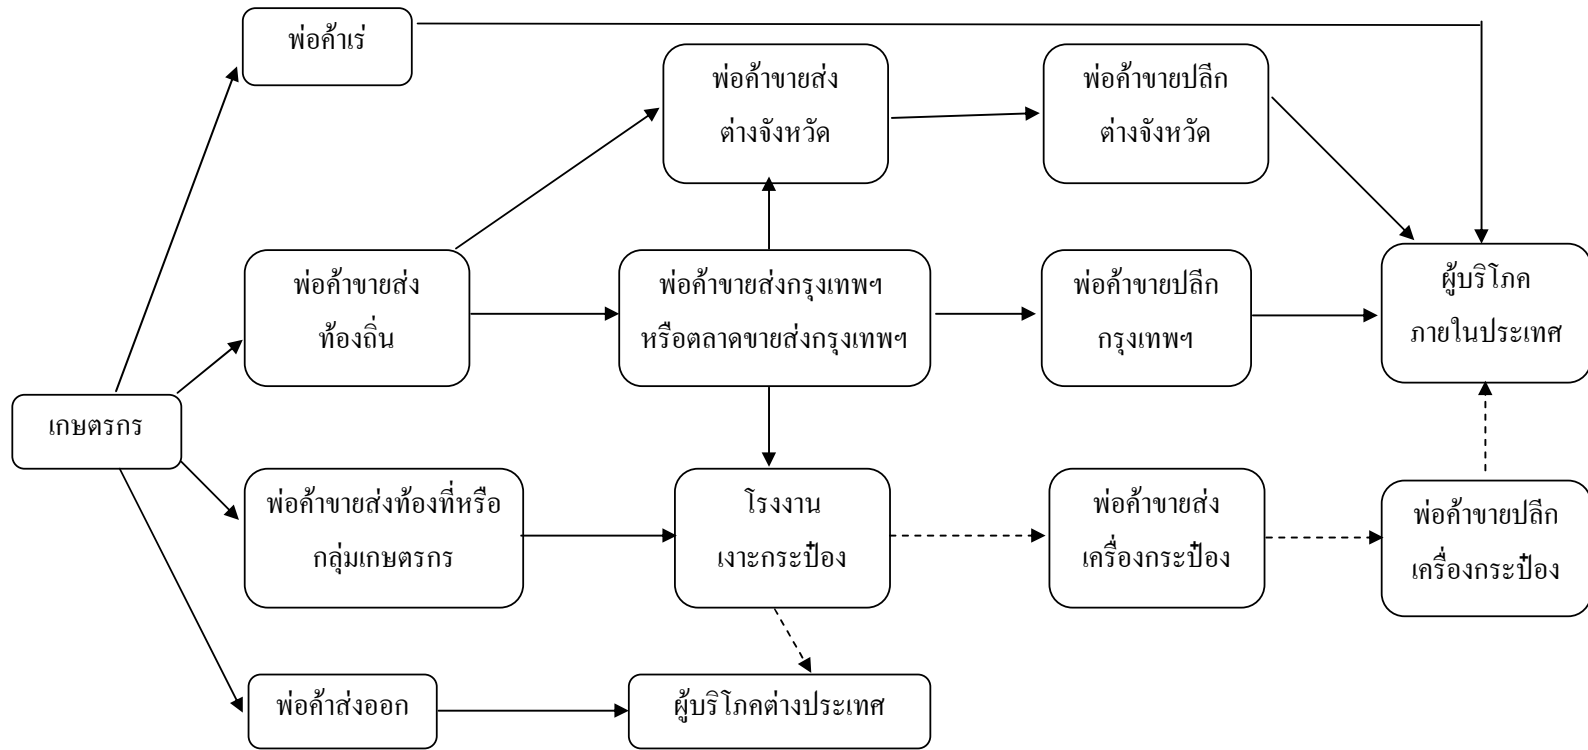 พ่อค้าเร่
พ่อค้าขายส่ง
ต่างจังหวัด
พ่อค้าขายปลีก
ต่างจังหวัด
พ่อค้าขายส่ง
ท้องถิ่น
พ่อค้าขายส่งกรุงเทพฯ
หรือตลาดขายส่งกรุงเทพฯ
พ่อค้าขายปลีก
กรุงเทพฯ
ผู้บริโภค
ภายในประเทศ
เกษตรกร
พ่อค้าขายส่งท้องที่หรือ
กลุ่มเกษตรกร
โรงงาน
เงาะกระป๋อง
พ่อค้าขายส่ง
เครื่องกระป๋อง
พ่อค้าขายปลีก
เครื่องกระป๋อง
พ่อค้าส่งออก
ผู้บริโภคต่างประเทศ